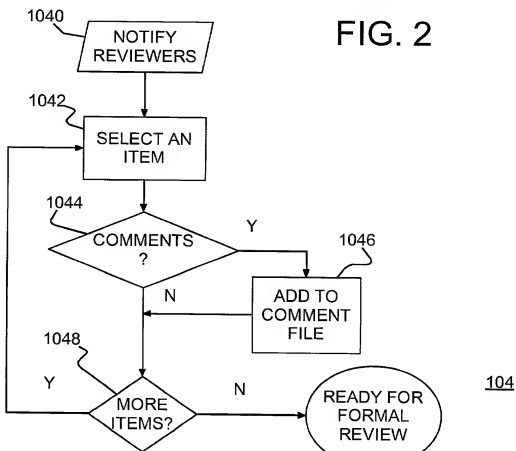 1040
NOTIFY
REVIEWERS
FIG. 2
1042
SELECT AN
ITEM
1044
COMMENTS
?
Y
N
1046
ADD TO
COMMENT
FILE
1048
Y
MORE
ITEMS?
N
READY FOR
FORMAL
REVIEW
104